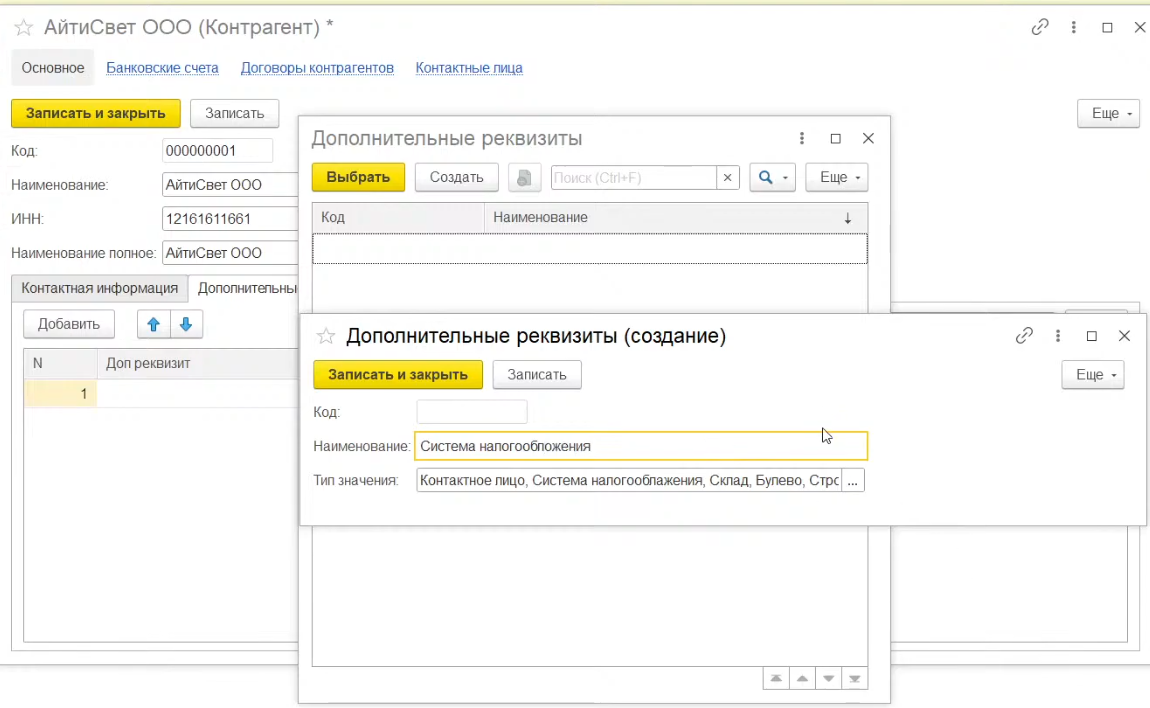 АйтиСвет ООО (Контрагент) *
Основное Банковские счета Договоры контрагентов Контактные лица
Записать и закрыть Записать Еще
Код: 000000001
Наименование: АйтиСвет ООО
ИНН: 12161611661
Наименование полное: АйтиСвет ООО
Контактная информация Дополнительны
Добавить
N Доп реквизит
1
Дополнительные реквизиты
Выбрать Создать Поиск (Ctrl+F) × Еще
Код Наименование ↓
Дополнительные реквизиты (создание)
Записать и закрыть Записать Еще
Код:
Наименование: Система налогообложения
Тип значения: Контактное лицо, Система налогооблажения, Склад, Булево, Стро ...